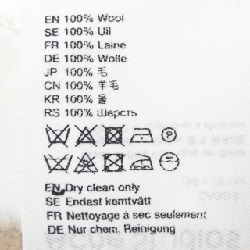 EN 100% Wool
SE 100% Ull
FR 100% Laine
DE 100% Wolle
JP 100% 毛
CN 100% 羊毛
KR 100% 울
RS 100% Шерсть
P
P
EN Dry clean only
SE Endast kemtvätt
FR Nettoyage à sec seulement
DE Nur chem. Reinigung